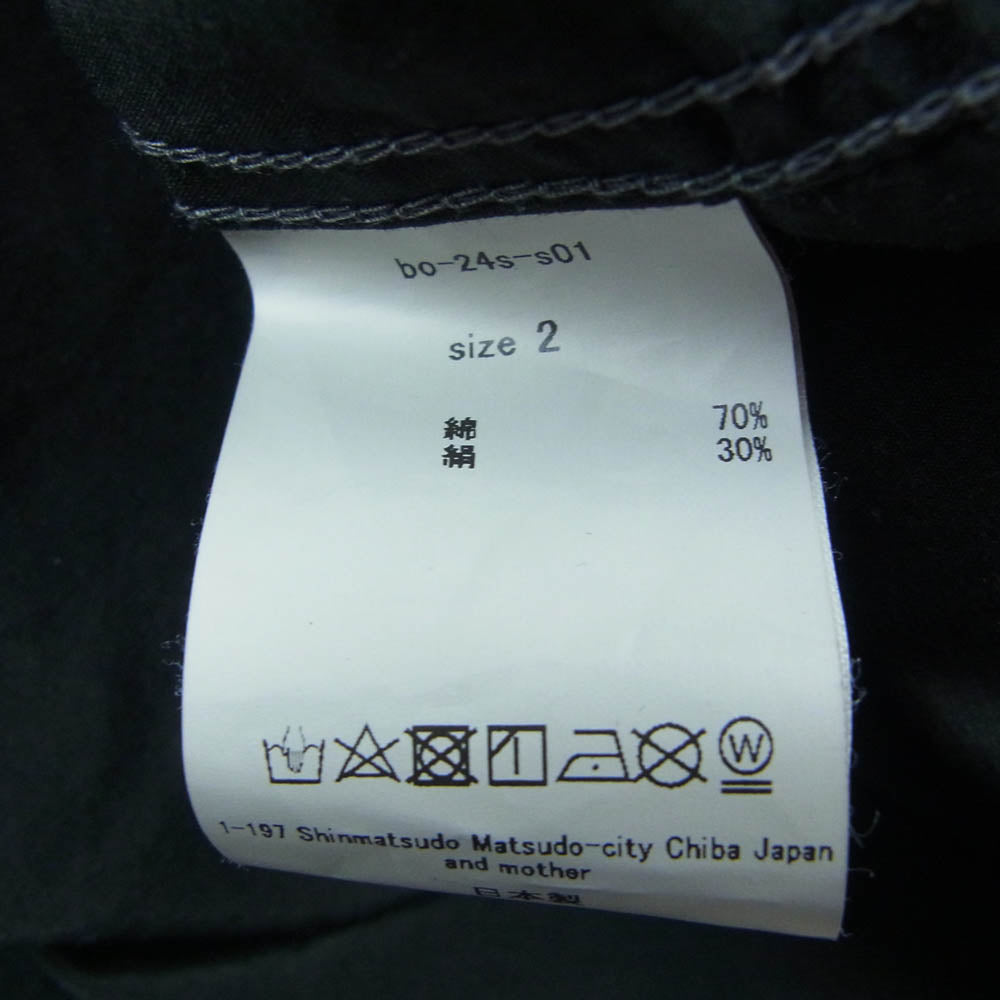 bo-24s-s01
size 2
綿 70%
絹 30%
W
1-197 Shinmatsudo Matsudo-city Chiba Japan
and mother
日本製